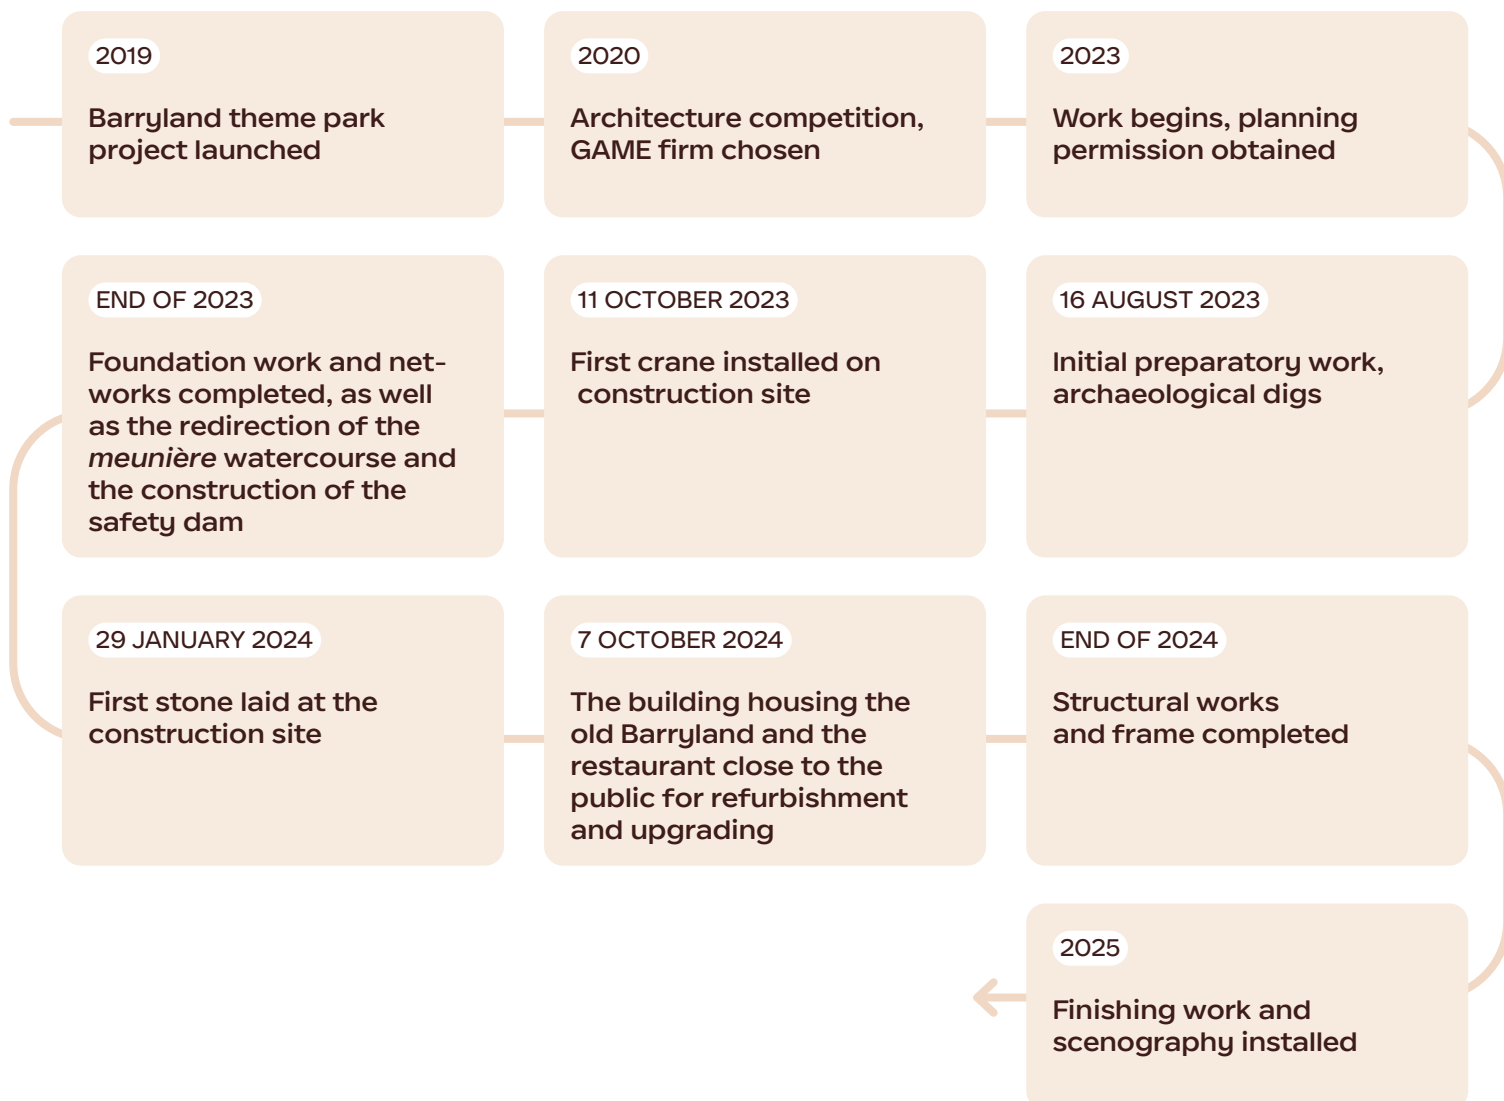 2019
Barryland theme park
project launched
2020
Architecture competition,
GAME firm chosen
2023
Work begins, planning
permission obtained
16 AUGUST 2023
Initial preparatory work,
archaeological digs
11 OCTOBER 2023
First crane installed on
construction site
END OF 2023
Foundation work and net-
works completed, as well
as the redirection of the
meunière watercourse and
the construction of the
safety dam
29 JANUARY 2024
First stone laid at the
construction site
7 OCTOBER 2024
The building housing the
old Barryland and the
restaurant close to the
public for refurbishment
and upgrading
END OF 2024
Structural works
and frame completed
2025
Finishing work and
scenography installed